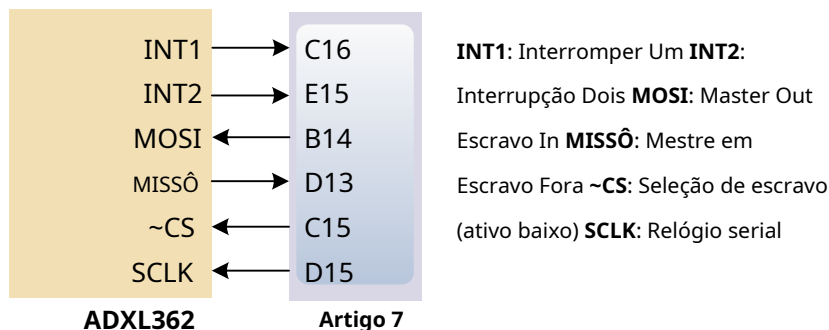 INT1
INT2
MOSI
MISSÔ
~CS
SCLK
ADXL362
C16
E15
B14
D13
C15
D15
Artigo 7
INT1: Interromper Um INT2:
Interrupção Dois MOSI: Master Out
Escravo In MISSÔ: Mestre em
Escravo Fora ~CS: Seleção de escravo
(ativo baixo) SCLK: Relógio serial